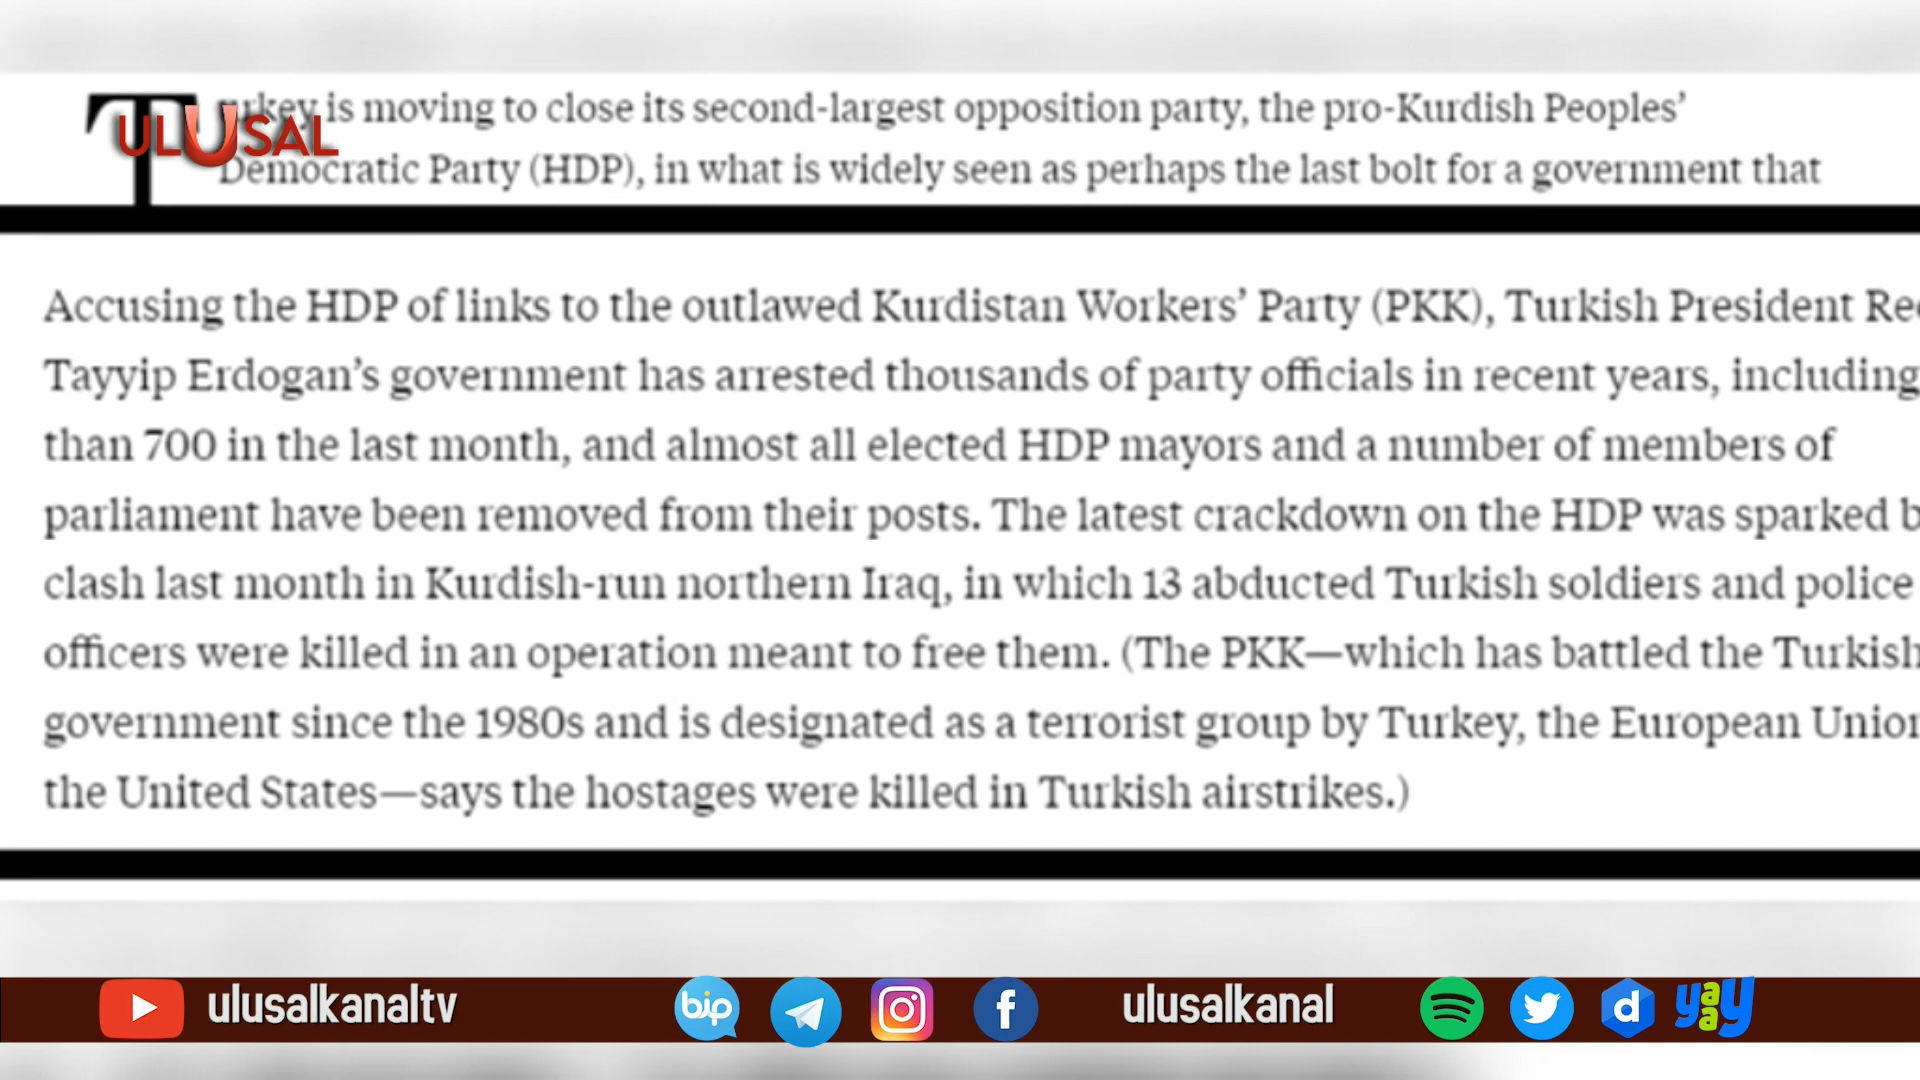 Turkey is moving to close its second-largest opposition party, the pro-Kurdish Peoples’
ULUSAL
Democratic Party (HDP), in what is widely seen as perhaps the last bolt for a government that
Accusing the HDP of links to the outlawed Kurdistan Workers’ Party (PKK), Turkish President
Tayyip Erdogan’s government has arrested thousands of party officials in recent years, including
than 700 in the last month, and almost all elected HDP mayors and a number of members of
parliament have been removed from their posts. The latest crackdown on the HDP was sparked
clash last month in Kurdish-run northern Iraq, in which 13 abducted Turkish soldiers and police
officers were killed in an operation meant to free them. (The PKK—which has battled the Turkish
government since the 1980s and is designated as a terrorist group by Turkey, the European Union
the United States—says the hostages were killed in Turkish airstrikes.)
ulusalkanaltv
bip
ulusalkanal
d
yaay